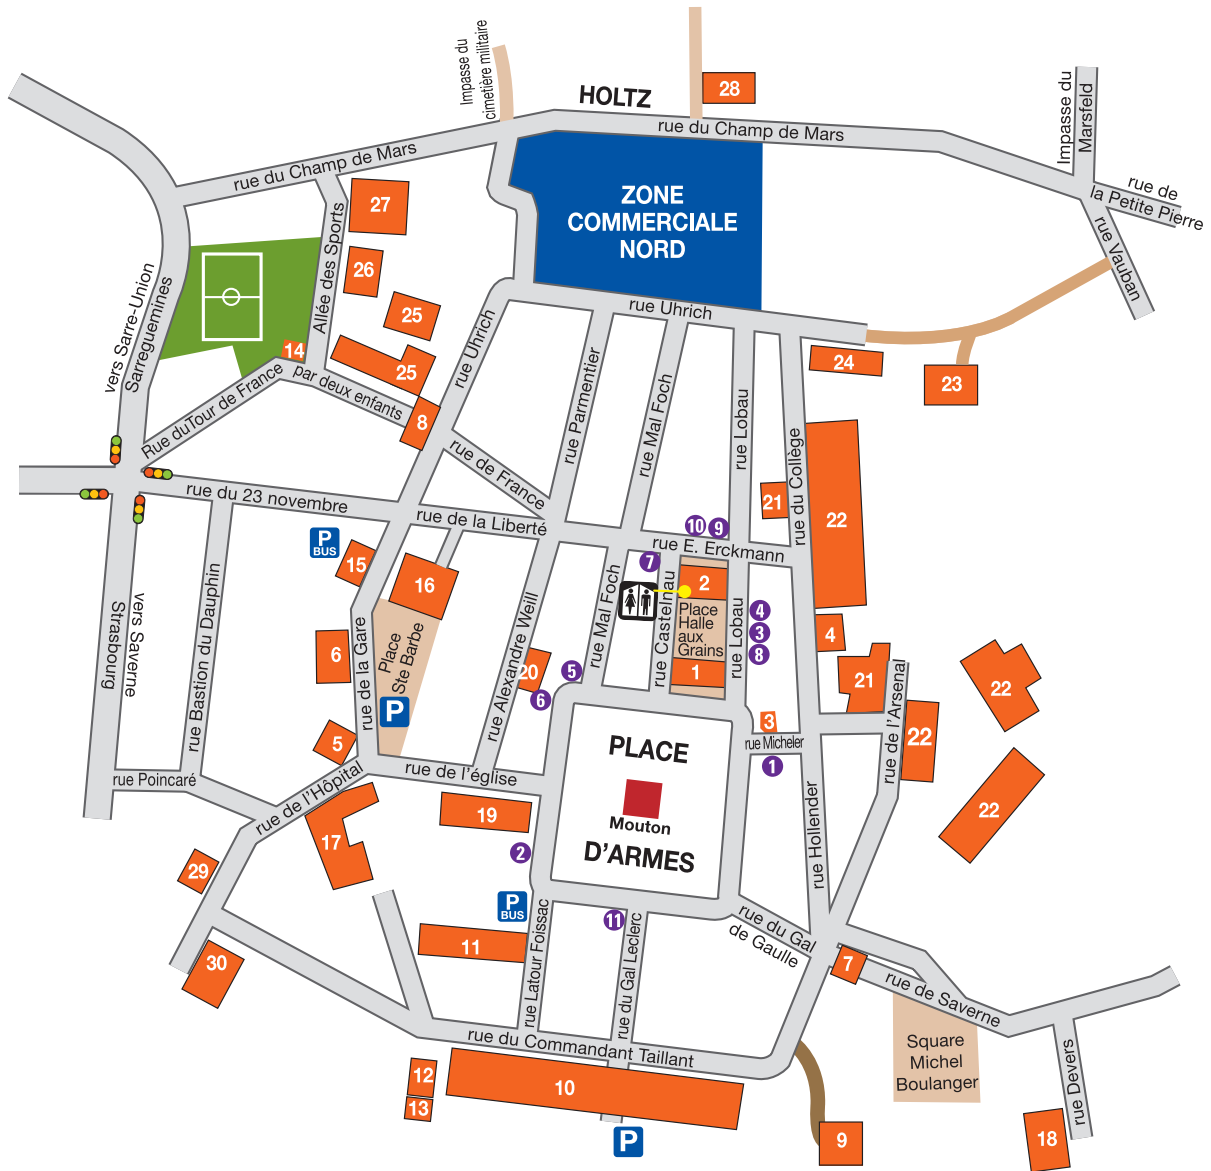 Impasse du
cimetière militaire
HOLTZ
28
rue du Champ de Mars
Impasse du
Marsfeld
rue de
la Petite Pierre
rue Vauban
rue du Champ de Mars
27
ZONE
COMMERCIALE
NORD
Allée des Sports
26
vers Sarre-Union
Sarreguemines
25
rue Uhrich
rue Uhrich
14
25
24
23
par deux enfants
Rue duTour de France
8
rue Parmentier
rue Mal Foch
rue Lobau
rue du Collège
rue de France
rue du 23 novembre
rue de la Liberté
21
22
10
9
rue E. Erckmann
P
BUS
15
16
7
2
rue Castelnau
Place
Halle
aux
Grains
rue Lobau
4
3
8
4
Strasbourg
vers Saverne
rue Bastion du Dauphin
6
rue de la Gare
Place
Ste Barbe
rue Alexandre Weill
rue Mal Foch
20
5
6
1
21
22
rue de l'Arsenal
P
5
3
rue Micheler
1
22
PLACE
Mouton
D'ARMES
rue Poincaré
rue de l'Hôpital
rue de l'église
19
22
17
2
rue Hollender
29
P
BUS
11
rue du Gal
de Gaulle
30
11
rue Latour Foissac
rue du Gal Leclerc
7
rue de Saverne
rue du Commandant Taillant
Square
Michel
Boulanger
rue Devers
12
13
10
P
9
18